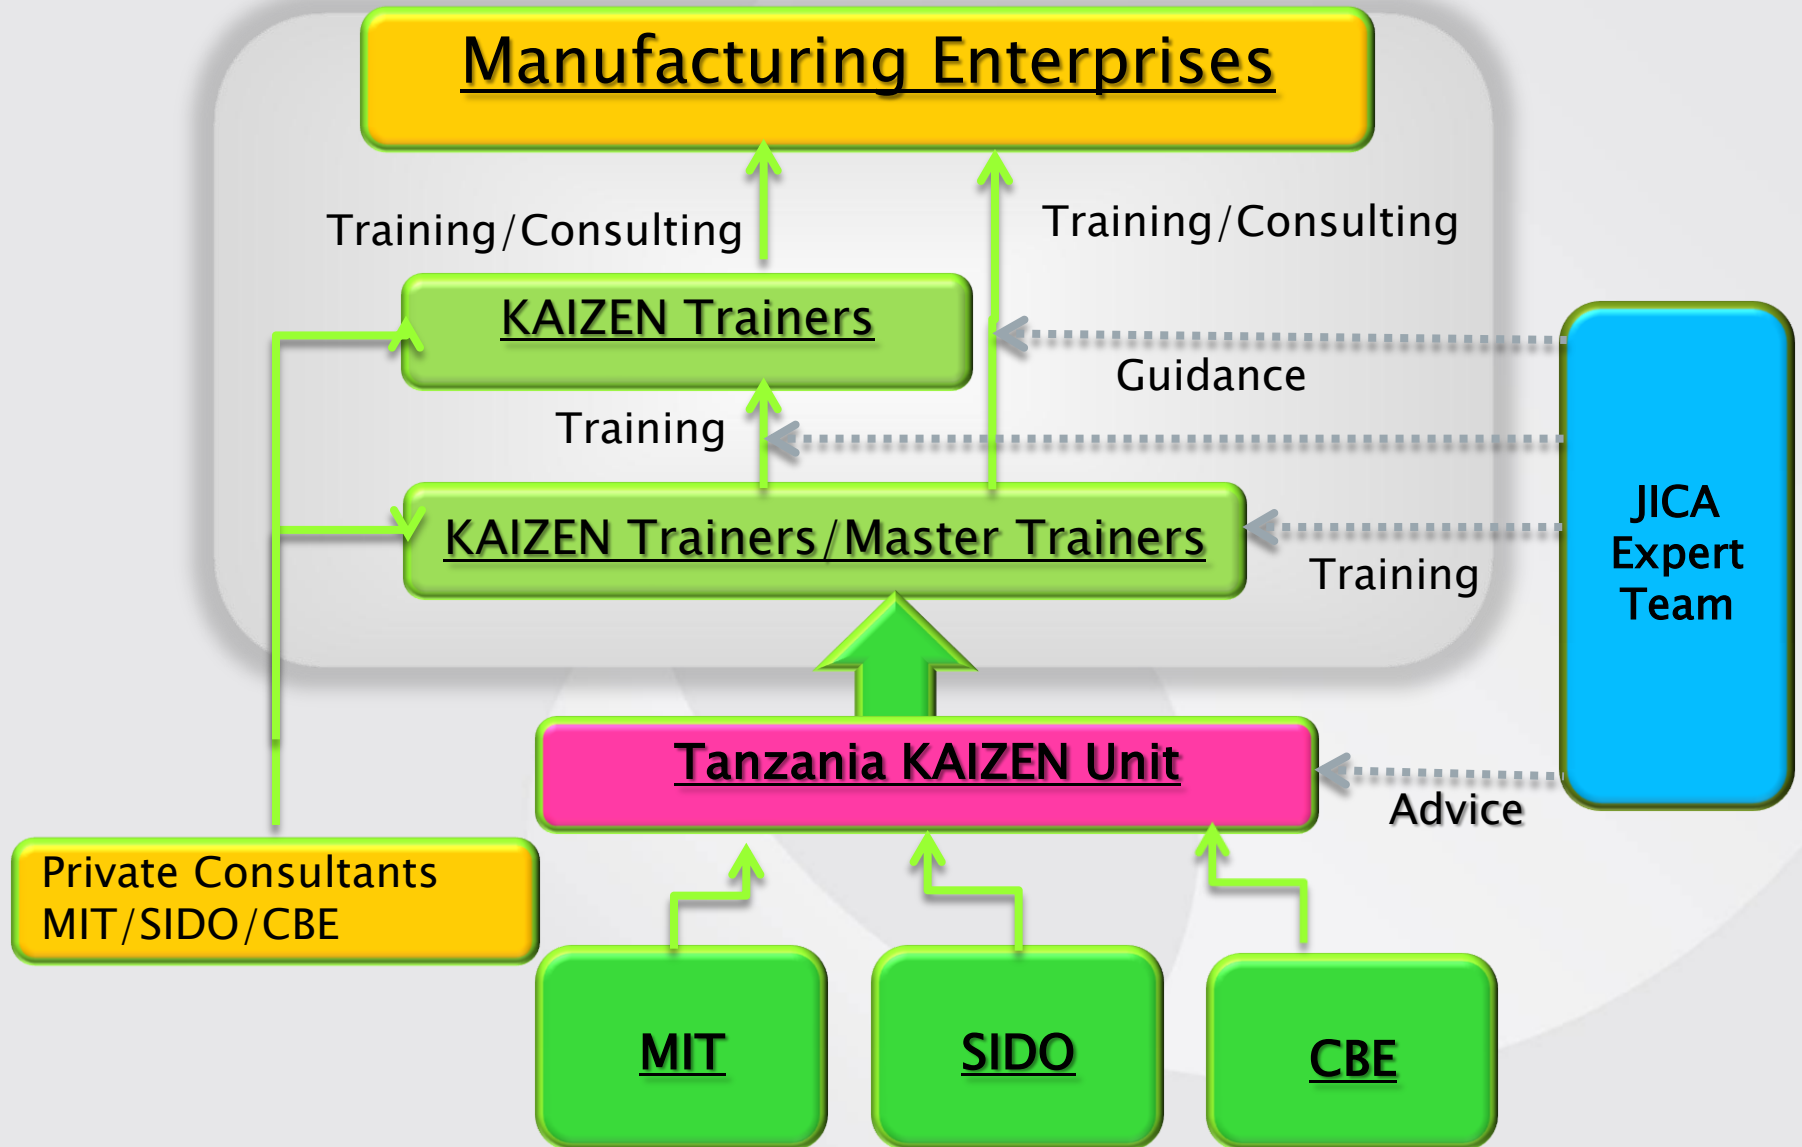 Manufacturing Enterprises
Training/Consulting
Training/Consulting
KAIZEN Trainers
Guidance
Training
KAIZEN Trainers/Master Trainers
Training
JICA
Expert
Team
Tanzania KAIZEN Unit
Advice
Private Consultants
MIT/SIDO/CBE
MIT
SIDO
CBE